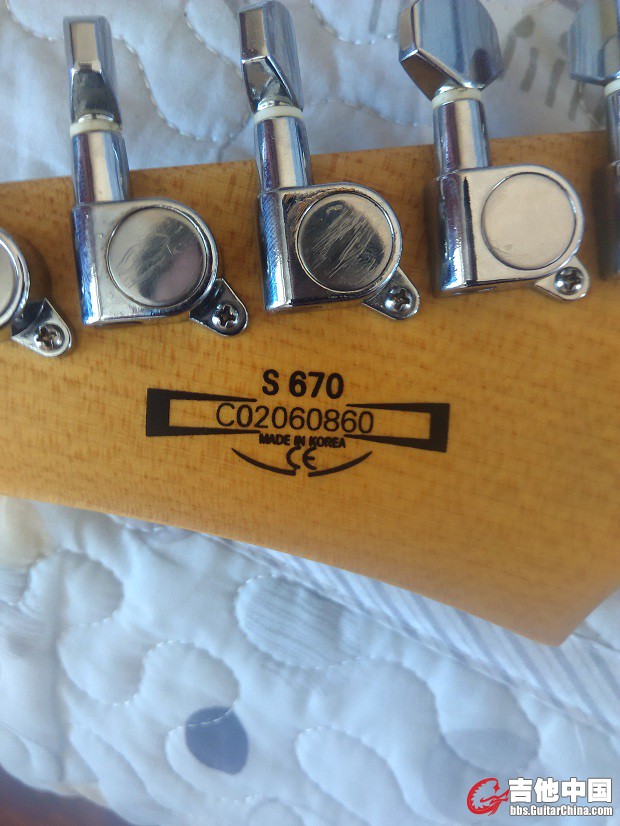 S 670
C02060860
MADE IN KOREA
CE
吉他中国
bbs.GuitarChina.com